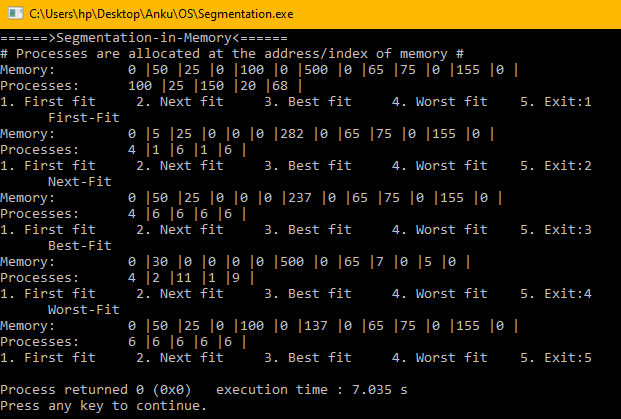 C:\Users\hp\Desktop\Anku\OS\Segmentation.exe
======>Segmentation-in-Memory<======
# Processes are allocated at the address/index of memory #
Memory: 0 |50 |25 |0 |100 |0 |500 |0 |65 |75 |0 |155 |0 |
Processes: 100 |25 |150 |20 |68 |
1. First fit 2. Next fit 3. Best fit 4. Worst fit 5. Exit:1
First-Fit
Memory: 0 |5 |25 |0 |0 |0 |282 |0 |65 |75 |0 |155 |0 |
Processes: 4 |1 |6 |1 |6 |
1. First fit 2. Next fit 3. Best fit 4. Worst fit 5. Exit:2
Next-Fit
Memory: 0 |50 |25 |0 |0 |0 |237 |0 |65 |75 |0 |155 |0 |
Processes: 4 |6 |6 |6 |6 |
1. First fit 2. Next fit 3. Best fit 4. Worst fit 5. Exit:3
Best-Fit
Memory: 0 |30 |0 |0 |0 |0 |500 |0 |65 |7 |0 |5 |0 |
Processes: 4 |2 |11 |1 |9 |
1. First fit 2. Next fit 3. Best fit 4. Worst fit 5. Exit:4
Worst-Fit
Memory: 0 |50 |25 |0 |100 |0 |137 |0 |65 |75 |0 |155 |0 |
Processes: 6 |6 |6 |6 |6 |
1. First fit 2. Next fit 3. Best fit 4. Worst fit 5. Exit:5
Process returned 0 (0x0) execution time : 7.035 s
Press any key to continue.